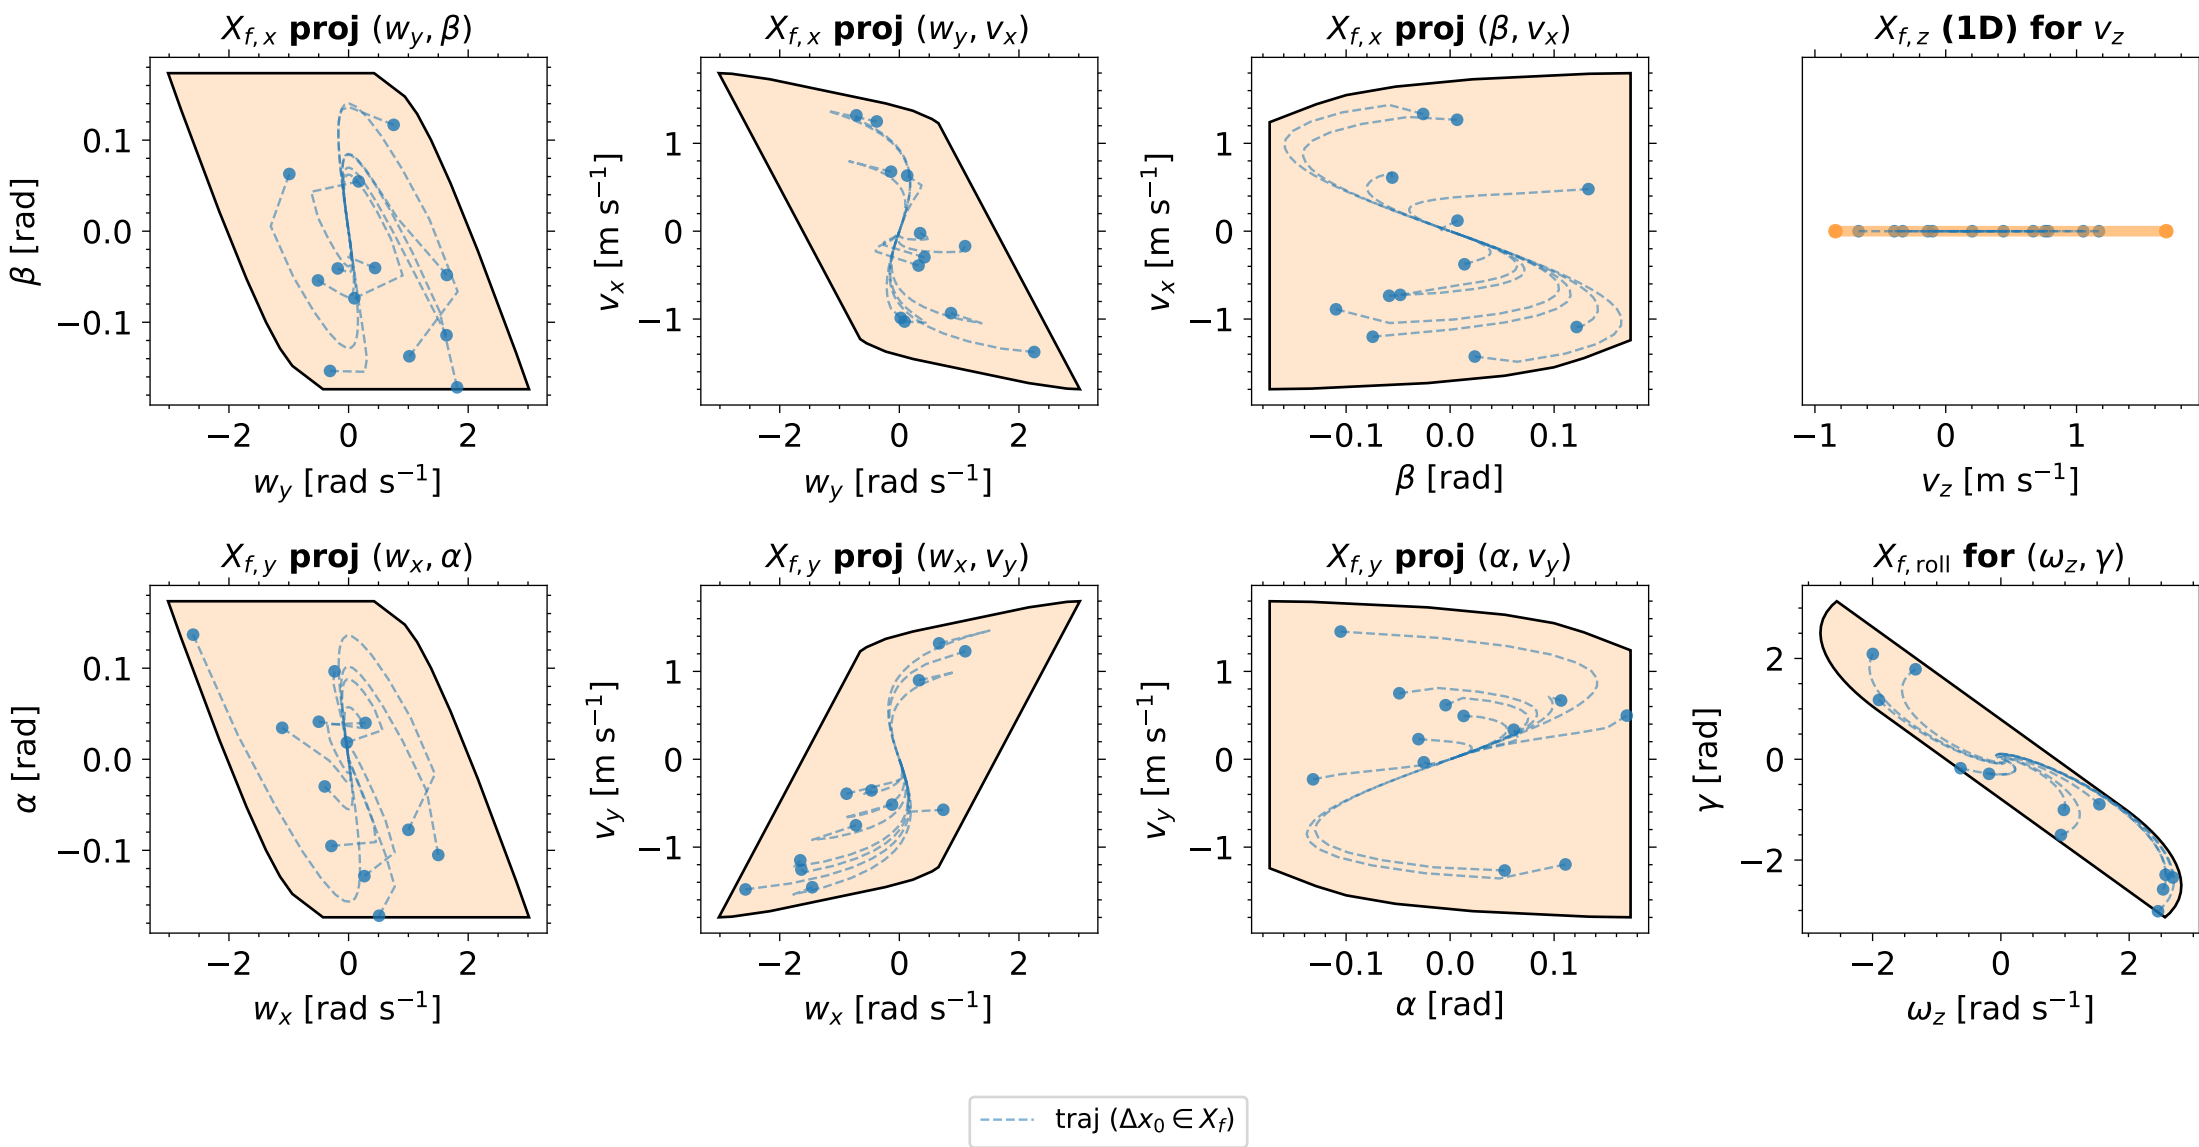 X_{f,x} proj (w_y, β)
X_{f,x} proj (w_y, v_x)
X_{f,x} proj (β, v_x)
X_{f,z} (1D) for v_z
β [rad]
0.1
0.0
−0.1
−2 0 2
w_y [rad s⁻¹]
v_x [m s⁻¹]
1
0
−1
−2 0 2
w_y [rad s⁻¹]
v_x [m s⁻¹]
1
0
−1
−0.1 0.0 0.1
β [rad]
−1 0 1
v_z [m s⁻¹]
X_{f,y} proj (w_x, α)
X_{f,y} proj (w_x, v_y)
X_{f,y} proj (α, v_y)
X_{f,roll} for (ω_z, γ)
α [rad]
0.1
0.0
−0.1
−2 0 2
w_x [rad s⁻¹]
v_y [m s⁻¹]
1
0
−1
−2 0 2
w_x [rad s⁻¹]
v_y [m s⁻¹]
1
0
−1
−0.1 0.0 0.1
α [rad]
γ [rad]
2
0
−2
−2 0 2
ω_z [rad s⁻¹]
traj (Δx₀ ∈ X_f)